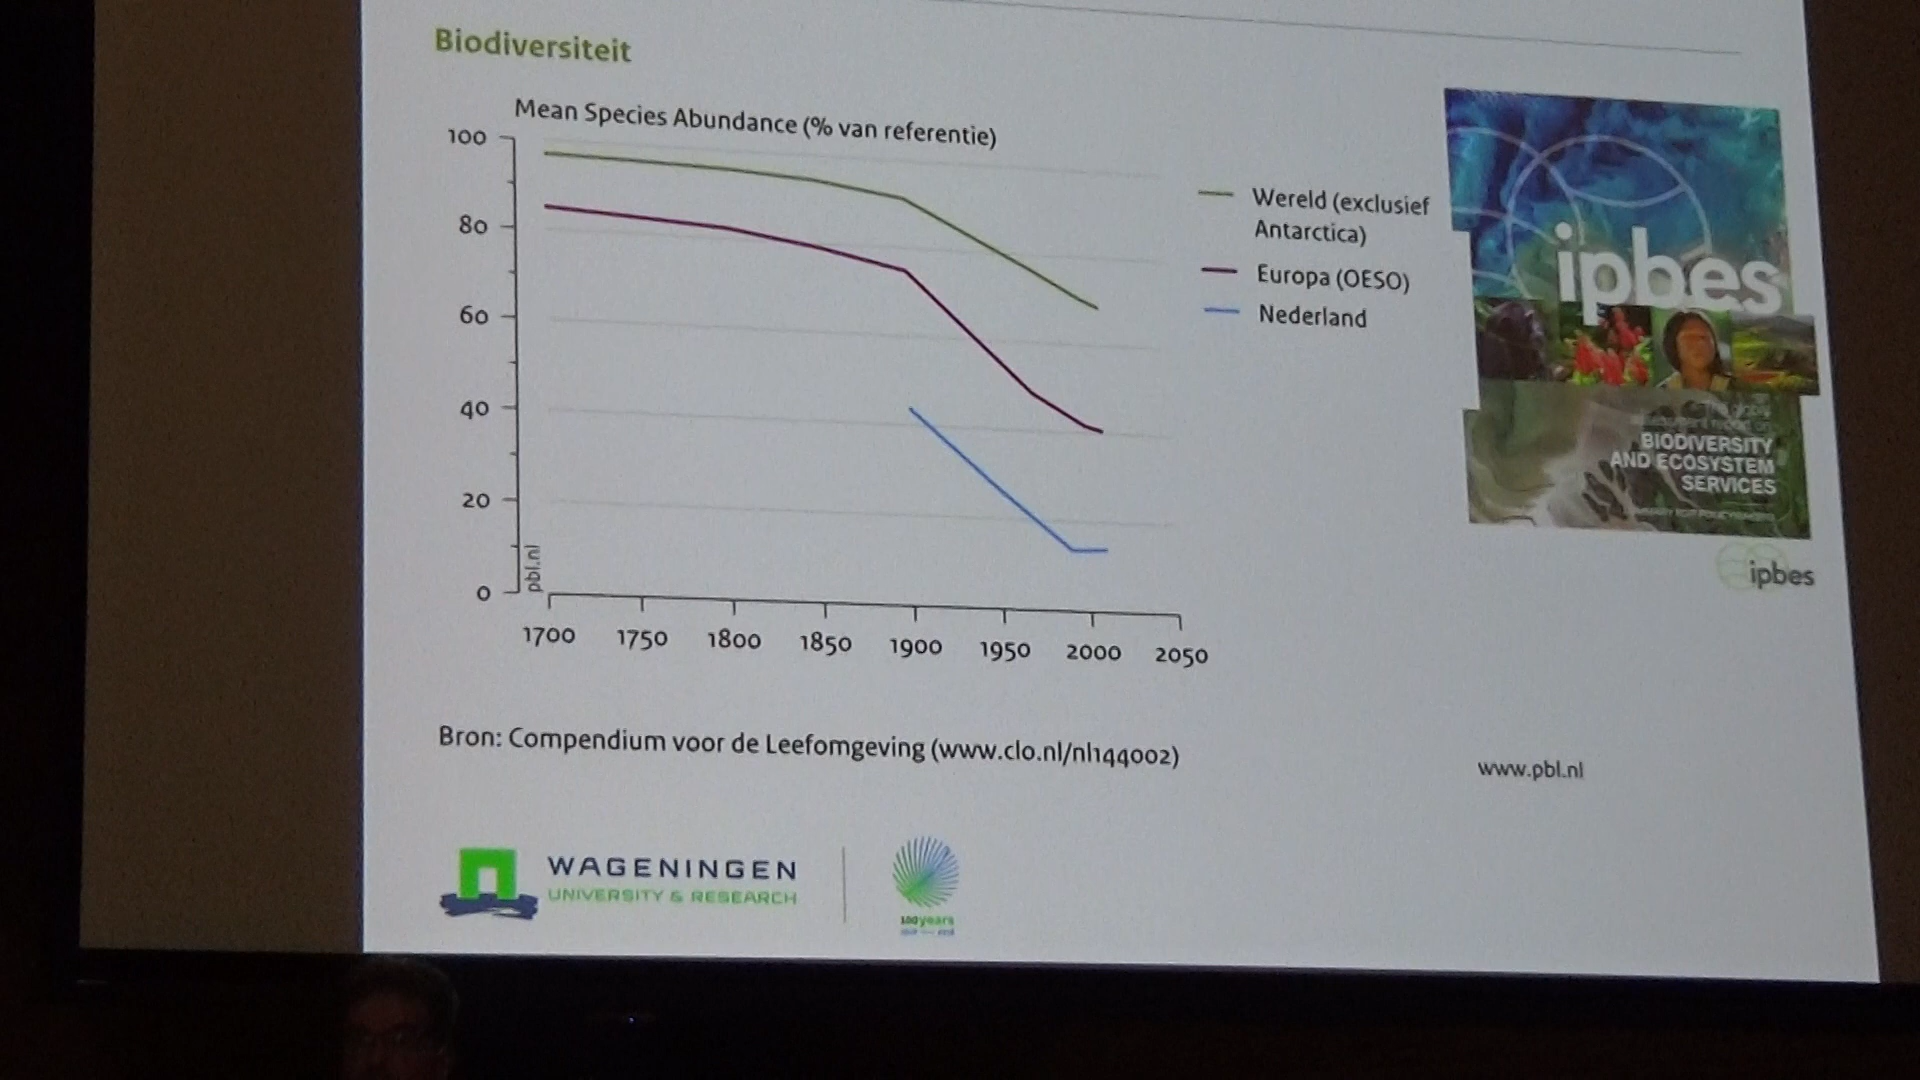 Biodiversiteit
Mean Species Abundance (% van referentie)
100
80
60
40
20
0
pbl.nl
1700 1750 1800 1850 1900 1950 2000 2050
Wereld (exclusief
Antarctica)
Europa (OESO)
Nederland
ipbes
BIODIVERSITY
AND ECOSYSTEM
SERVICES
ipbes
Bron: Compendium voor de Leefomgeving (www.clo.nl/nl144002)
www.pbl.nl
WAGENINGEN
UNIVERSITY & RESEARCH
100years